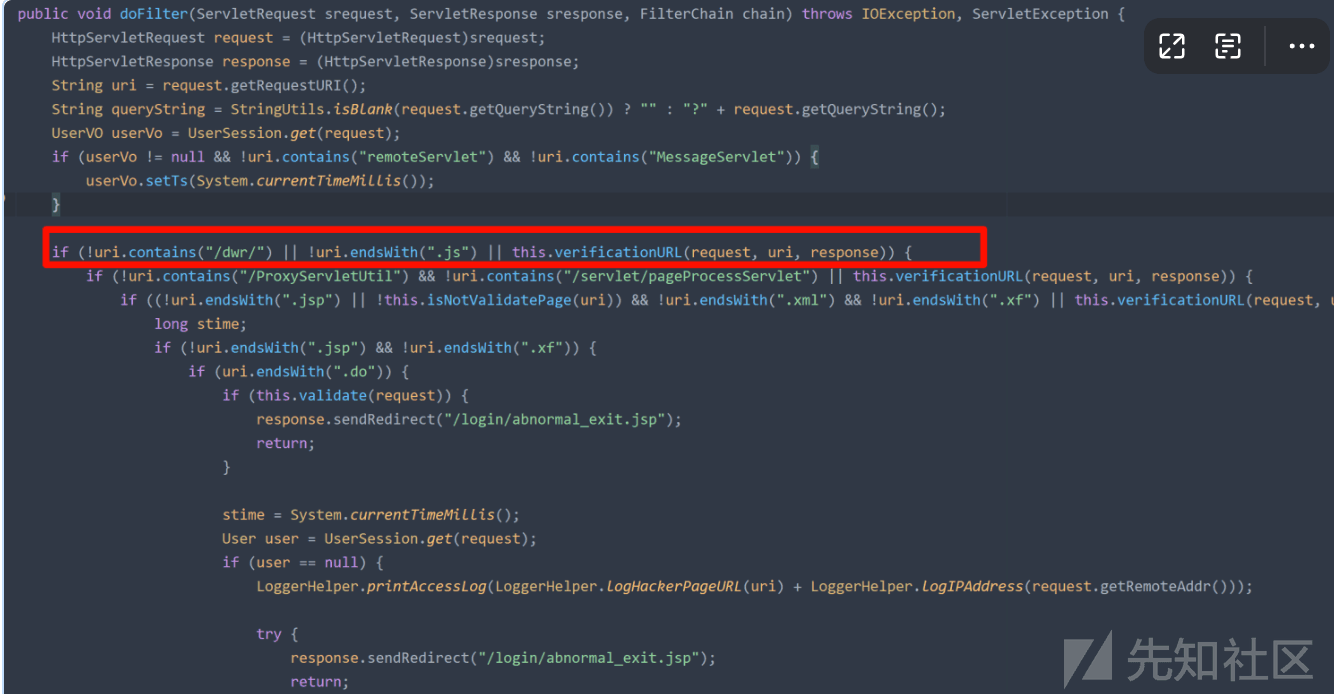 public void doFilter(ServletRequest srequest, ServletResponse sresponse, FilterChain chain) throws IOException, ServletException {
HttpServletRequest request = (HttpServletRequest)srequest;
HttpServletResponse response = (HttpServletResponse)sresponse;
String uri = request.getRequestURI();
String queryString = StringUtils.isBlank(request.getQueryString()) ? "" : "?" + request.getQueryString();
UserVO userVo = UserSession.get(request);
if (userVo != null && !uri.contains("remoteServlet") && !uri.contains("MessageServlet")) {
userVo.setTs(System.currentTimeMillis());
}
if (!uri.contains("/dwr/") || !uri.endsWith(".js") || this.verificationURL(request, uri, response)) {
if (!uri.contains("/ProxyServletUtil") && !uri.contains("/servlet/pageProcessServlet") || this.verificationURL(request, uri, response)) {
if ((!uri.endsWith(".jsp") || !this.isNotValidatePage(uri)) && !uri.endsWith(".xml") && !uri.endsWith(".xf") || this.verificationURL(request,
long stime;
if (!uri.endsWith(".jsp") && !uri.endsWith(".xf")) {
if (uri.endsWith(".do")) {
if (this.validate(request)) {
response.sendRedirect("/login/abnormal_exit.jsp");
return;
}
stime = System.currentTimeMillis();
User user = UserSession.get(request);
if (user == null) {
LoggerHelper.printAccessLog(LoggerHelper.logHackerPageURL(uri) + LoggerHelper.logIPAddress(request.getRemoteAddr()));
try {
response.sendRedirect("/login/abnormal_exit.jsp");
return;
先知社区